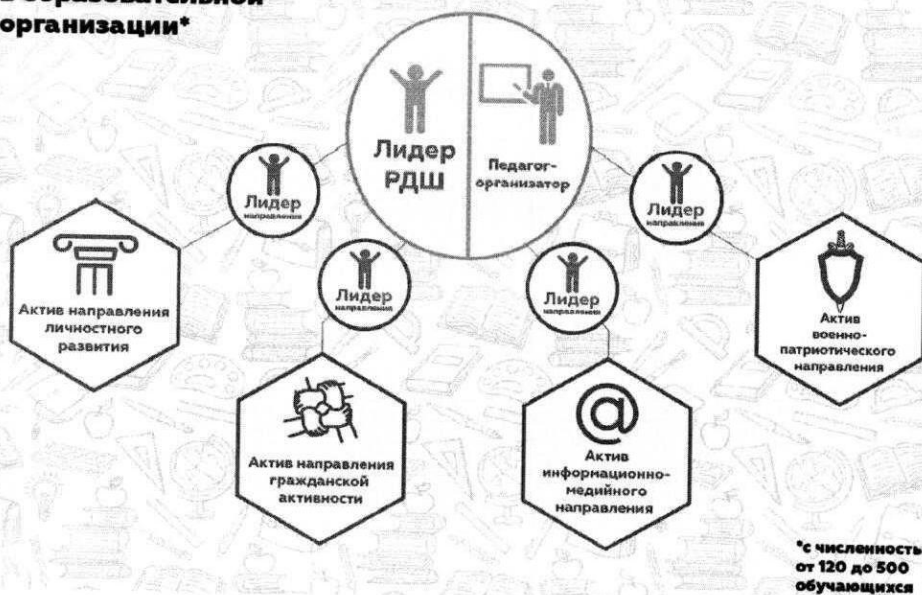 в образовательной
организации*
Лидер
РДШ
Педагог-
организатор
Лидер
направления
Лидер
направления
Лидер
направления
Лидер
направления
Актив направления
личностного
развития
Актив направления
гражданской
активности
@
Актив
информационно-
медийного
направления
Актив
военно-
патриотического
направления
*с численность
от 120 до 500
обучающихся